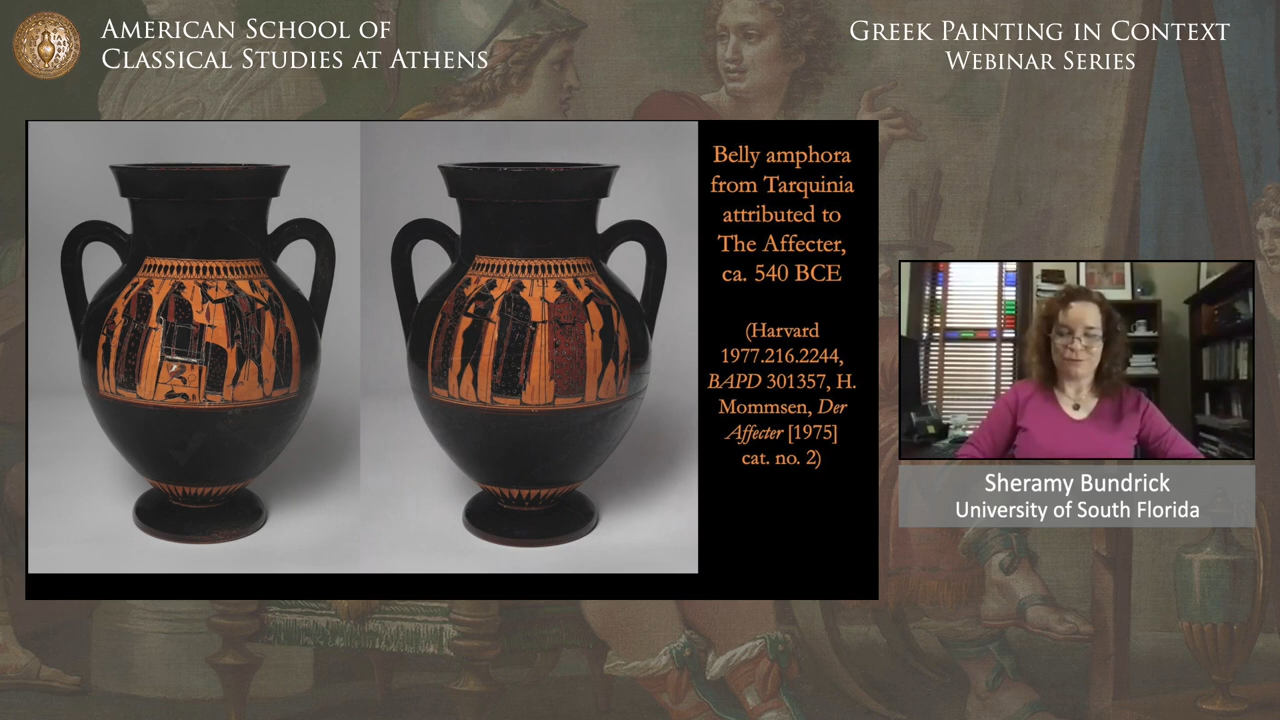 AMERICAN SCHOOL OF
CLASSICAL STUDIES AT ATHENS
GREEK PAINTING IN CONTEXT
WEBINAR SERIES
Belly amphora
from Tarquinia
attributed to
The Affecter,
ca. 540 BCE
(Harvard
1977.216.2244,
BAPD 301357, H.
Mommsen, Der
Affecter [1975]
cat. no. 2)
Sheramy Bundrick
University of South Florida